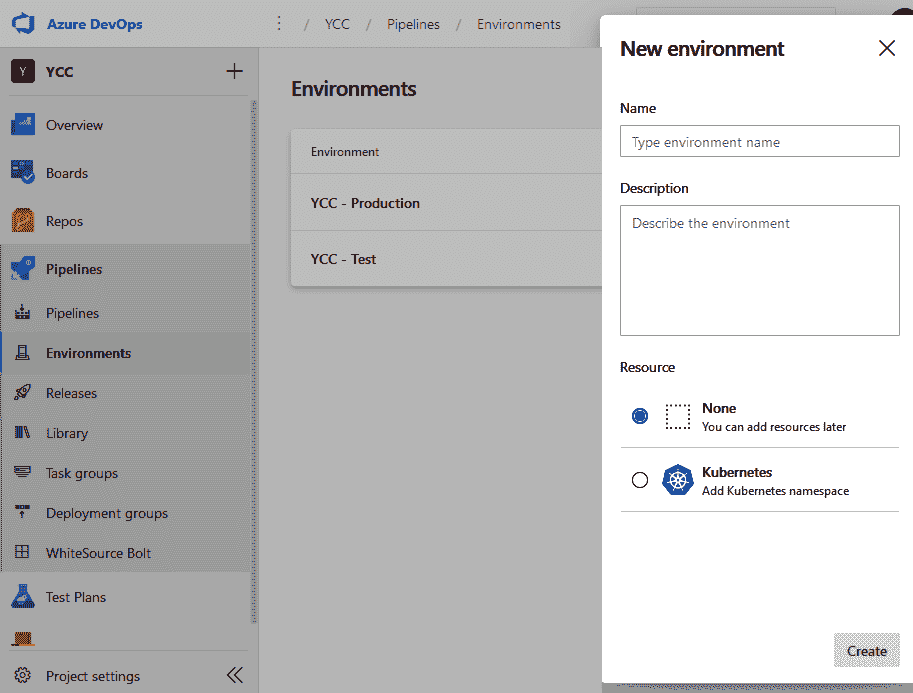 Azure DevOps
⋮ / YCC / Pipelines / Environments
Y YCC +
Overview
Boards
Repos
Pipelines
Pipelines
Environments
Releases
Library
Task groups
Deployment groups
WhiteSource Bolt
Test Plans
Project settings
Environments
Environment
YCC - Production
YCC - Test
New environment
Name
Type environment name
Description
Describe the environment
Resource
None
You can add resources later
Kubernetes
Add Kubernetes namespace
Create